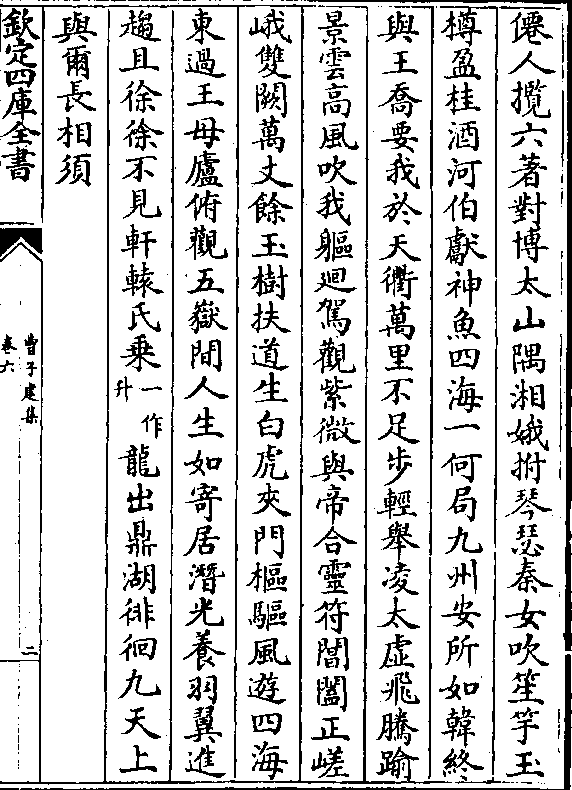 僊人攬六著對博太山隅湘娥拊琴瑟秦女吹笙竽玉
樽盈桂酒河伯獻神魚四海一何局九州安所如韓終
與王喬要我於天衢萬里不足步輕舉凌太虛飛騰踰
景雲高風吹我軀廻駕觀紫微與帝合靈符閶闔正嵯
峨雙闕萬丈餘玉樹扶道生白虎夾門樞驅風遊四海
東過王母廬俯觀五嶽間人生如寄居潛光養羽翼進
趨且徐徐不見軒轅氏乘一作升龍出鼎湖徘徊九天上
與爾長相須
欽定四庫全書
曹子建集
卷六
二